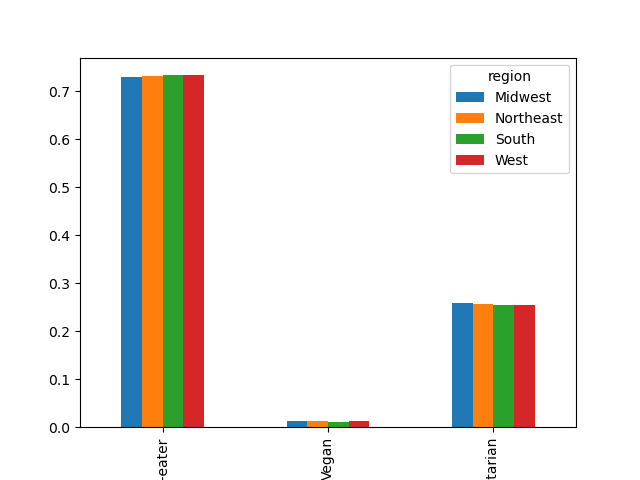 region
Midwest
Northeast
South
West
0.7
0.6
0.5
0.4
0.3
0.2
0.1
0.0
-eater
Vegan
tarian